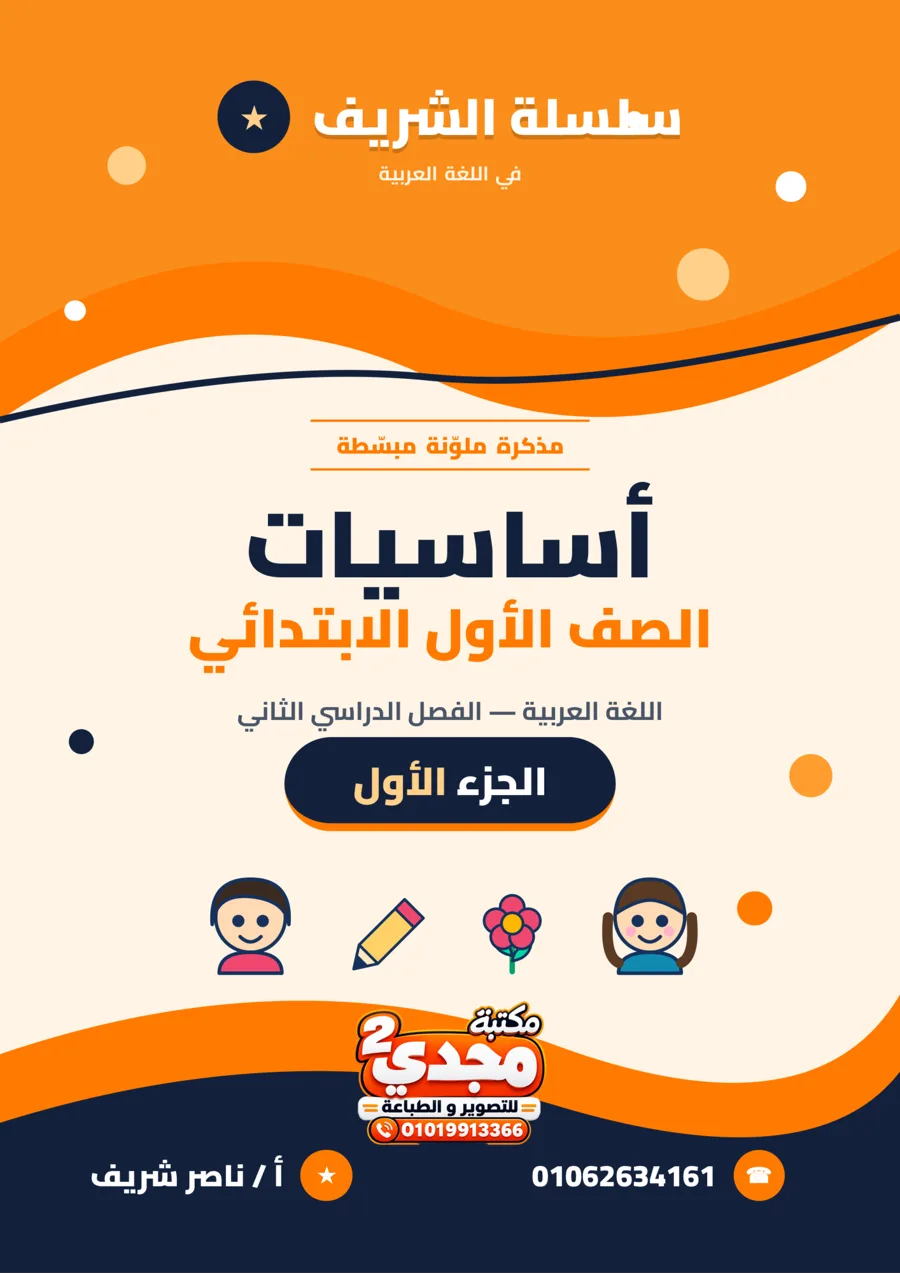 سلسلة الشريف
في اللغة العربية
مذكرة ملوّنة مبسّطة
أساسيات
الصف الأول الابتدائي
اللغة العربية — الفصل الدراسي الثاني
الجزء الأول
مكتبة
مجدي 2
للتصوير و الطباعة
01019913366
01062634161
أ / ناصر شريف